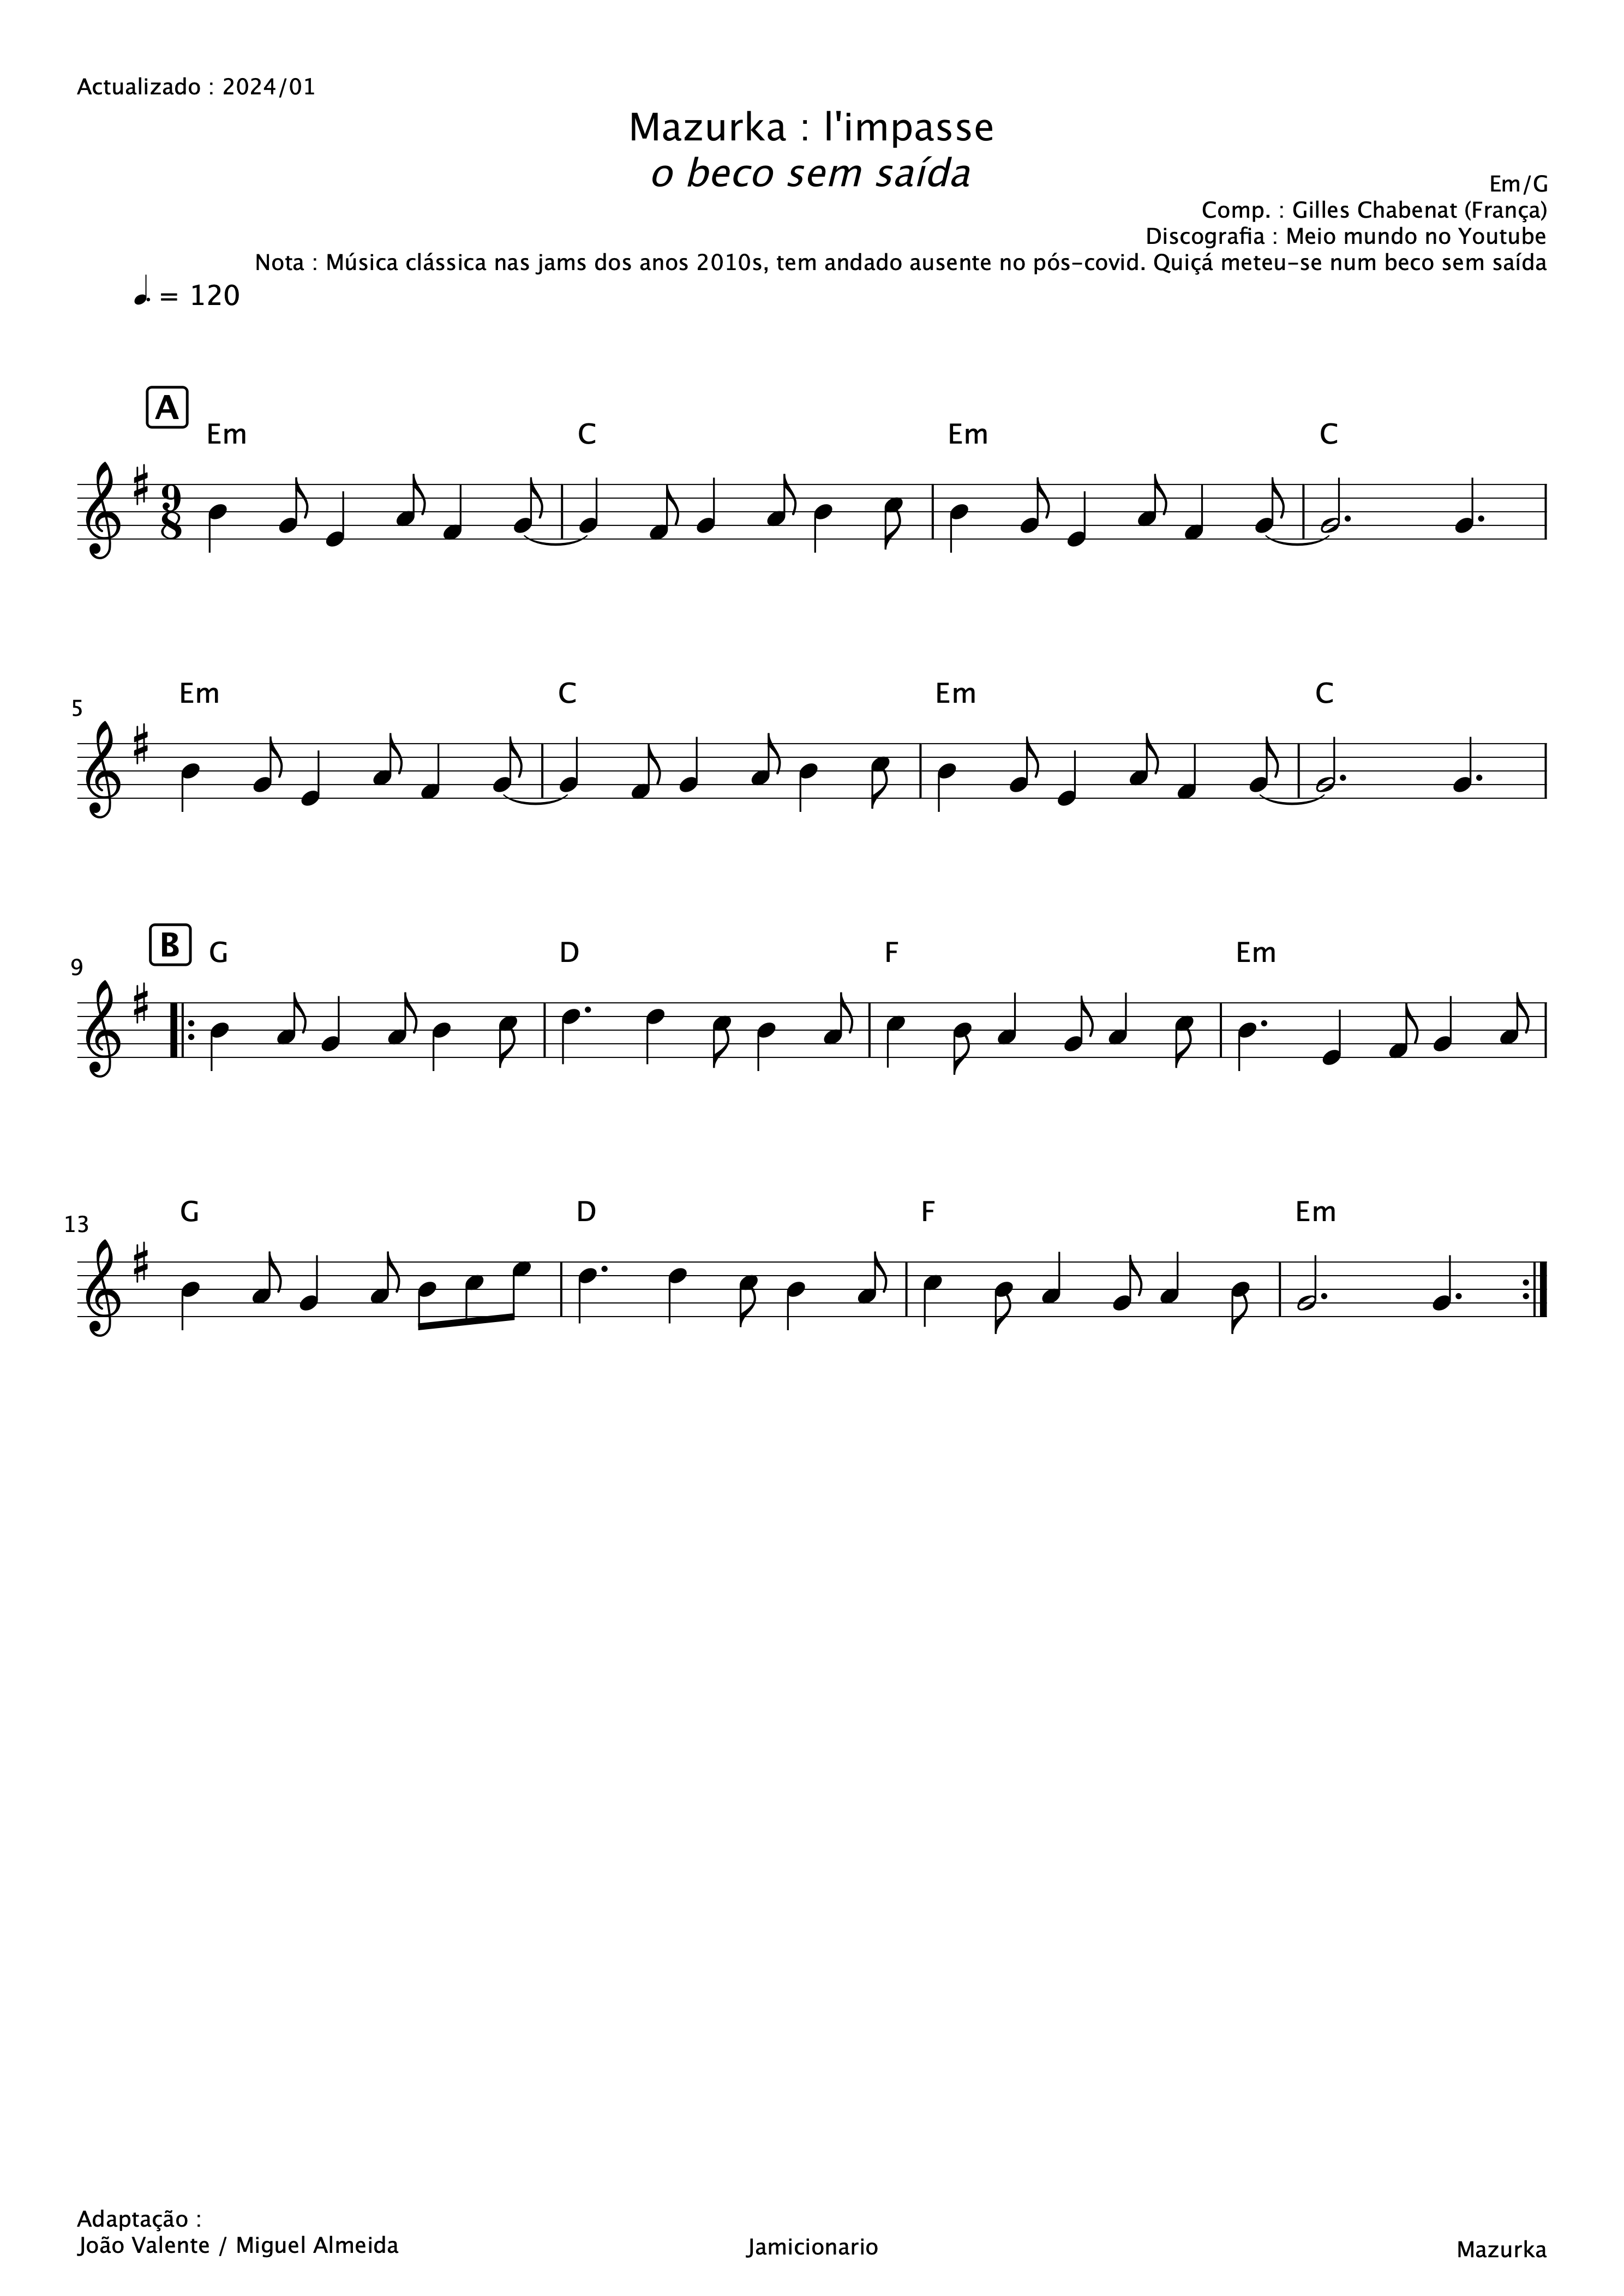 Actualizado : 2024/01
Mazurka : l'impasse
o beco sem saída
Em/G
Comp. : Gilles Chabenat (França)
Discografia : Meio mundo no Youtube
Nota : Música clássica nas jams dos anos 2010s, tem andado ausente no pós-covid. Quiçá meteu-se num beco sem saída
= 120
A
Em C Em C
9
8
5
Em C Em C
B
9
G D F Em
13
G D F Em
Adaptação :
João Valente / Miguel Almeida
Jamicionario
Mazurka